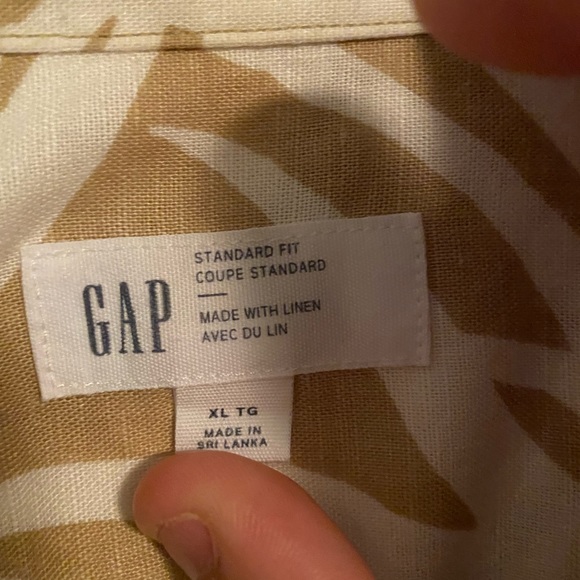 GAP
STANDARD FIT
COUPE STANDARD
MADE WITH LINEN
AVEC DU LIN
XL TG
MADE IN
SRI LANKA